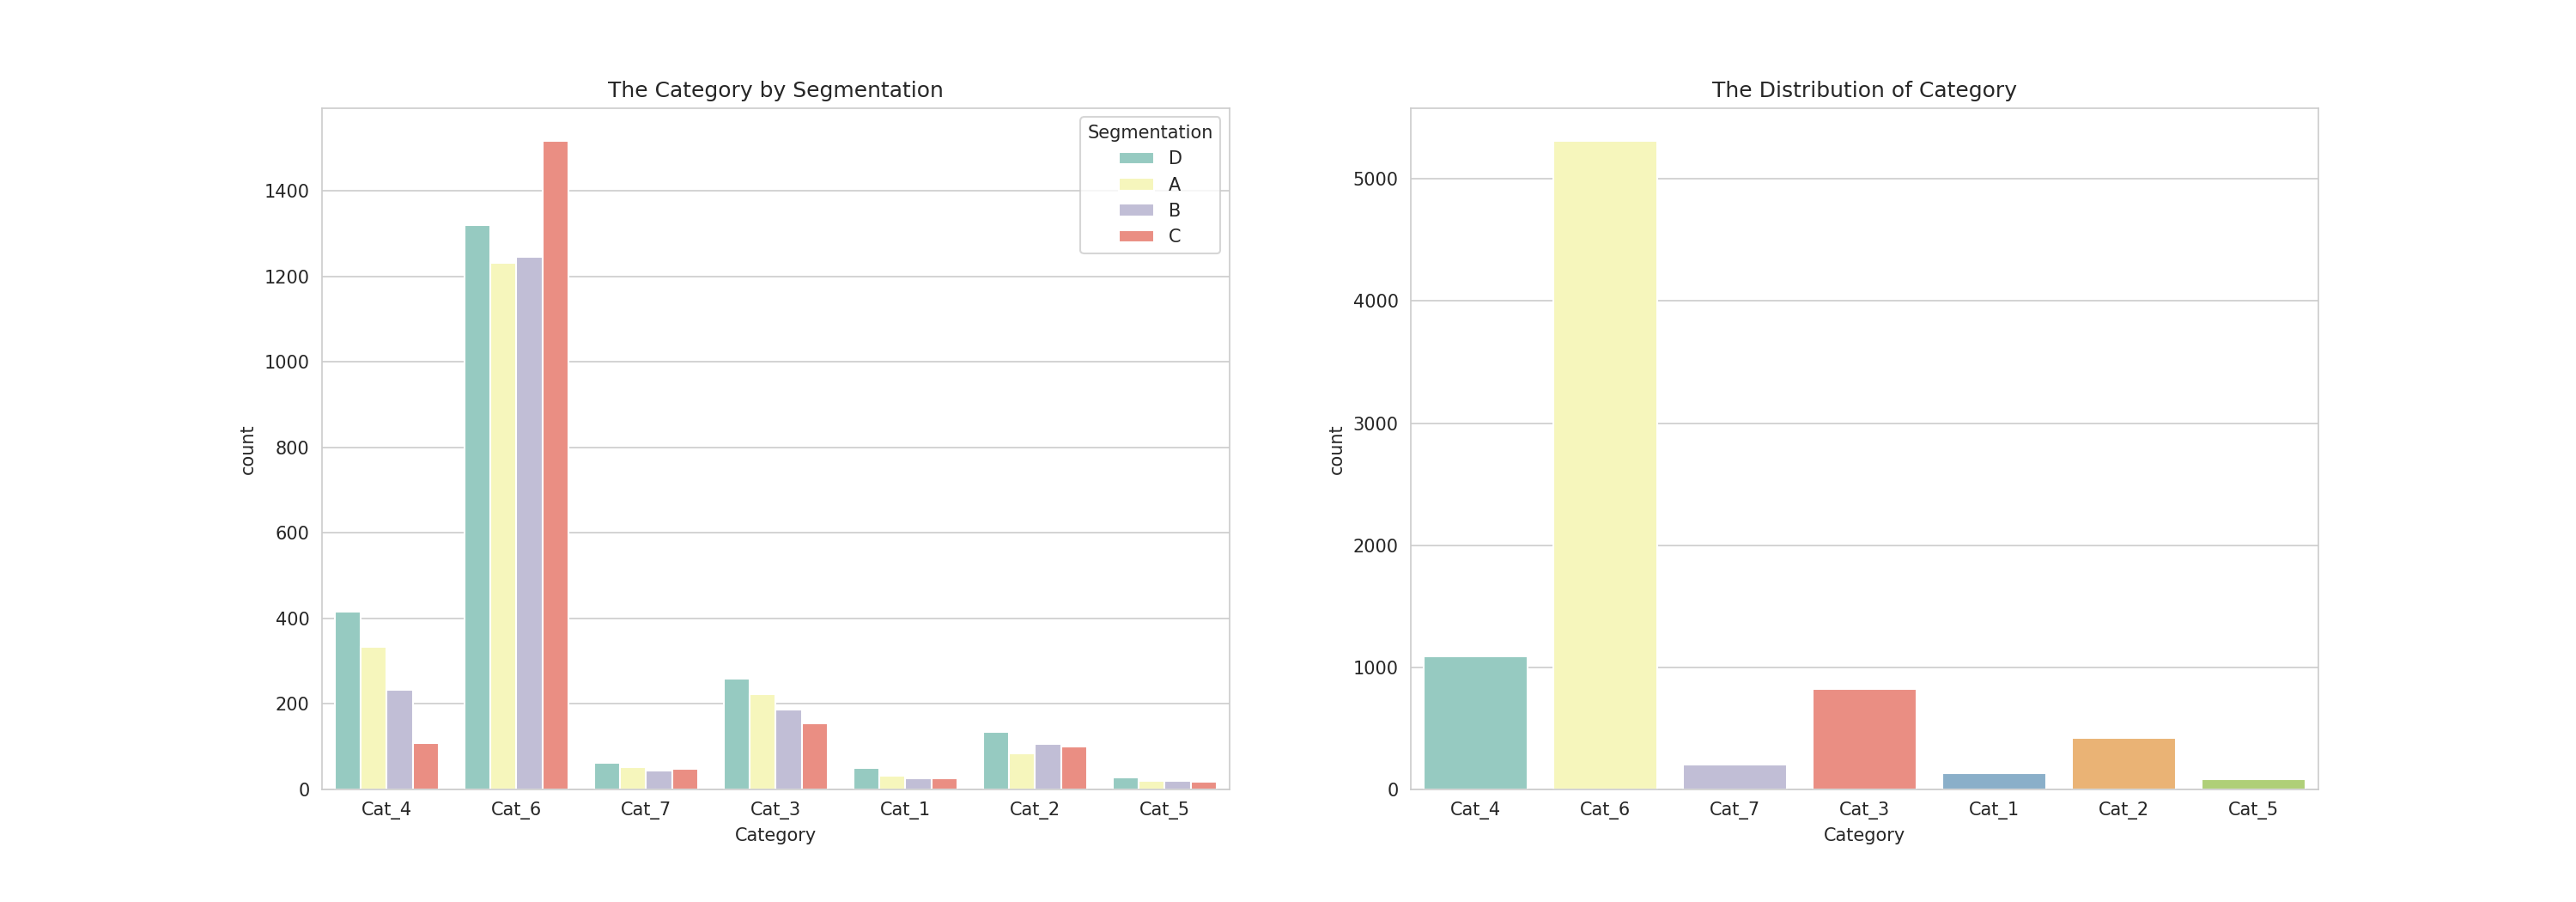 The Category by Segmentation
Segmentation
D
A
B
C
1400
1200
1000
800
600
400
200
0
count
Cat_4 Cat_6 Cat_7 Cat_3 Cat_1 Cat_2 Cat_5
Category
The Distribution of Category
5000
4000
3000
2000
1000
0
count
Cat_4 Cat_6 Cat_7 Cat_3 Cat_1 Cat_2 Cat_5
Category